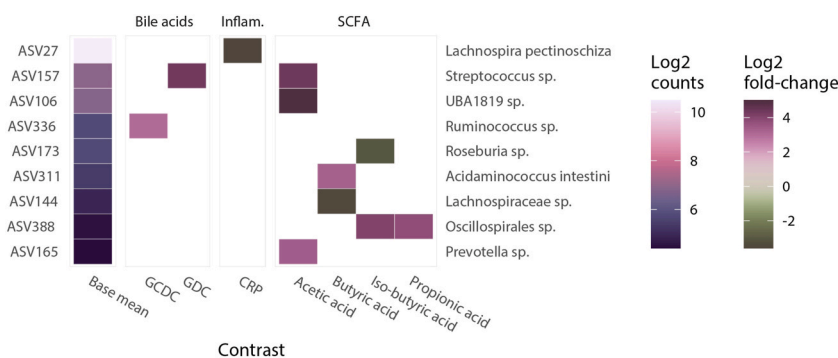 Bile acids Inflam. SCFA
ASV27 Lachnospira pectinoschiza
ASV157 Streptococcus sp.
ASV106 UBA1819 sp.
ASV336 Ruminococcus sp.
ASV173 Roseburia sp.
ASV311 Acidaminococcus intestini
ASV144 Lachnospiraceae sp.
ASV388 Oscillospirales sp.
ASV165 Prevotella sp.
Base mean
GCDC
GDC
CRP
Acetic acid
Butyric acid
Iso-butyric acid
Propionic acid
Contrast
Log2
counts
10
8
6
Log2
fold-change
4
2
0
-2